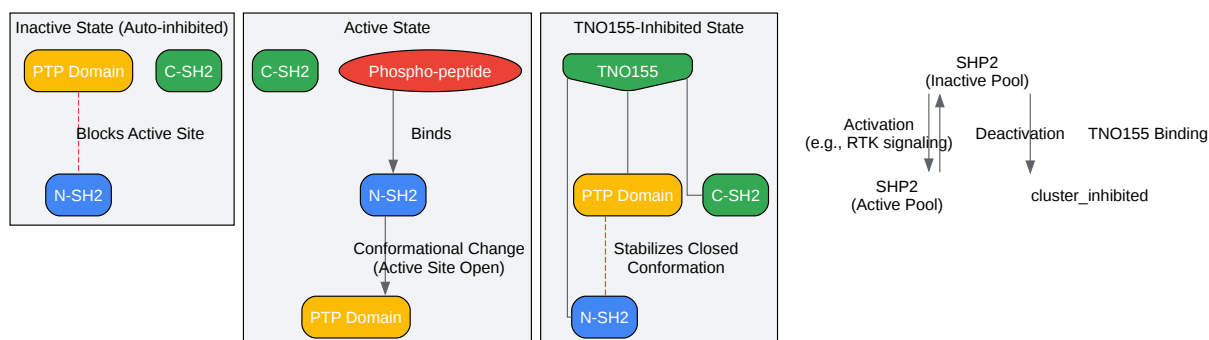 Inactive State (Auto-inhibited)
PTP Domain
C-SH2
Blocks Active Site
N-SH2
Active State
C-SH2
Phospho-peptide
Binds
N-SH2
Conformational Change
(Active Site Open)
PTP Domain
TNO155-Inhibited State
TNO155
PTP Domain
C-SH2
Stabilizes Closed
Conformation
N-SH2
SHP2
(Inactive Pool)
Activation
(e.g., RTK signaling)
Deactivation
TNO155 Binding
SHP2
(Active Pool)
cluster_inhibited